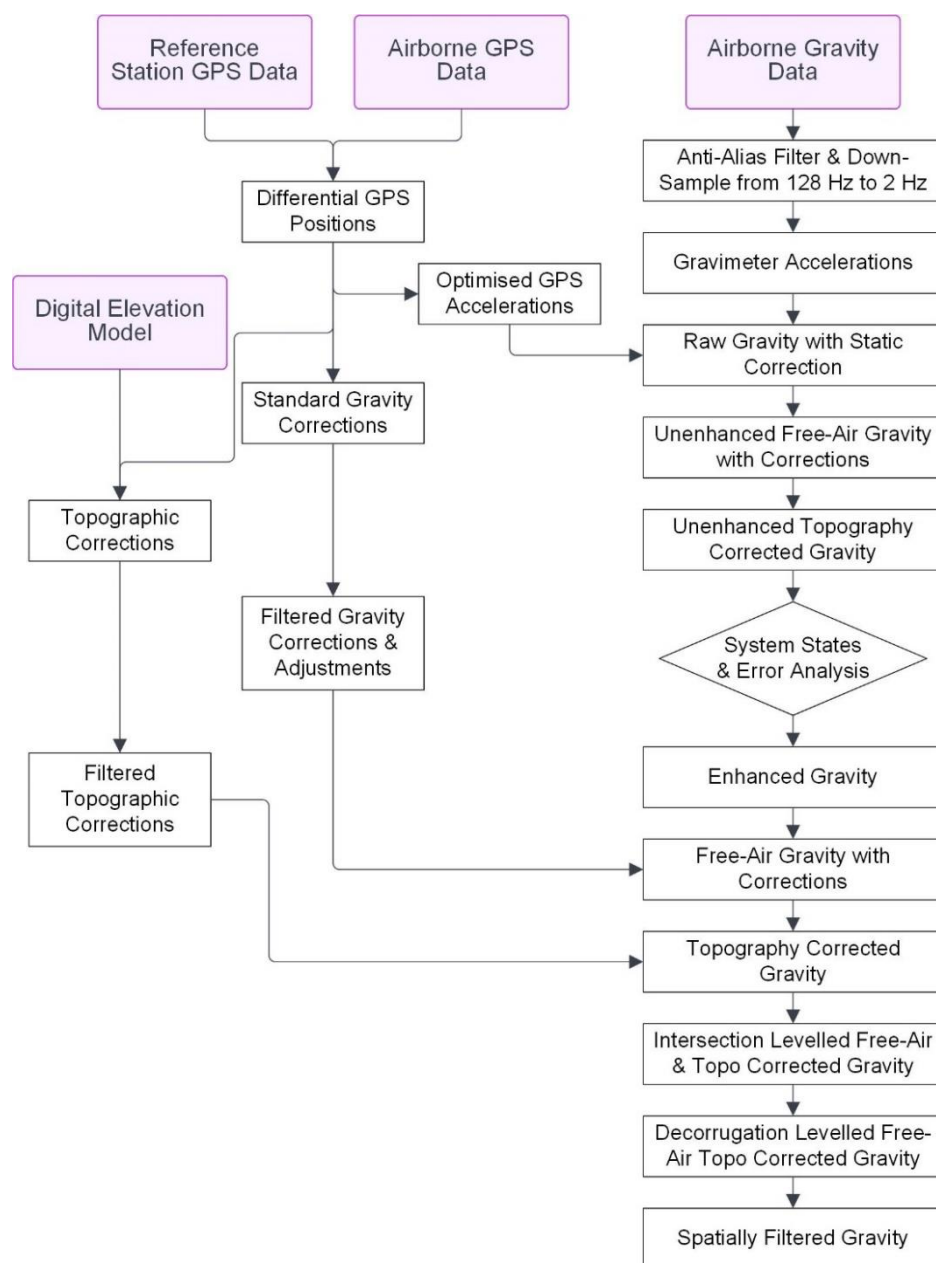 Reference
Station GPS Data
Airborne GPS
Data
Airborne Gravity
Data
Anti-Alias Filter & Down-
Sample from 128 Hz to 2 Hz
Differential GPS
Positions
Gravimeter Accelerations
Optimised GPS
Accelerations
Digital Elevation
Model
Raw Gravity with Static
Correction
Standard Gravity
Corrections
Unenhanced Free-Air Gravity
with Corrections
Topographic
Corrections
Unenhanced Topography
Corrected Gravity
Filtered Gravity
Corrections &
Adjustments
System States
& Error Analysis
Filtered
Topographic
Corrections
Enhanced Gravity
Free-Air Gravity with
Corrections
Topography Corrected
Gravity
Intersection Levelled Free-Air
& Topo Corrected Gravity
Decorrugation Levelled Free-
Air Topo Corrected Gravity
Spatially Filtered Gravity